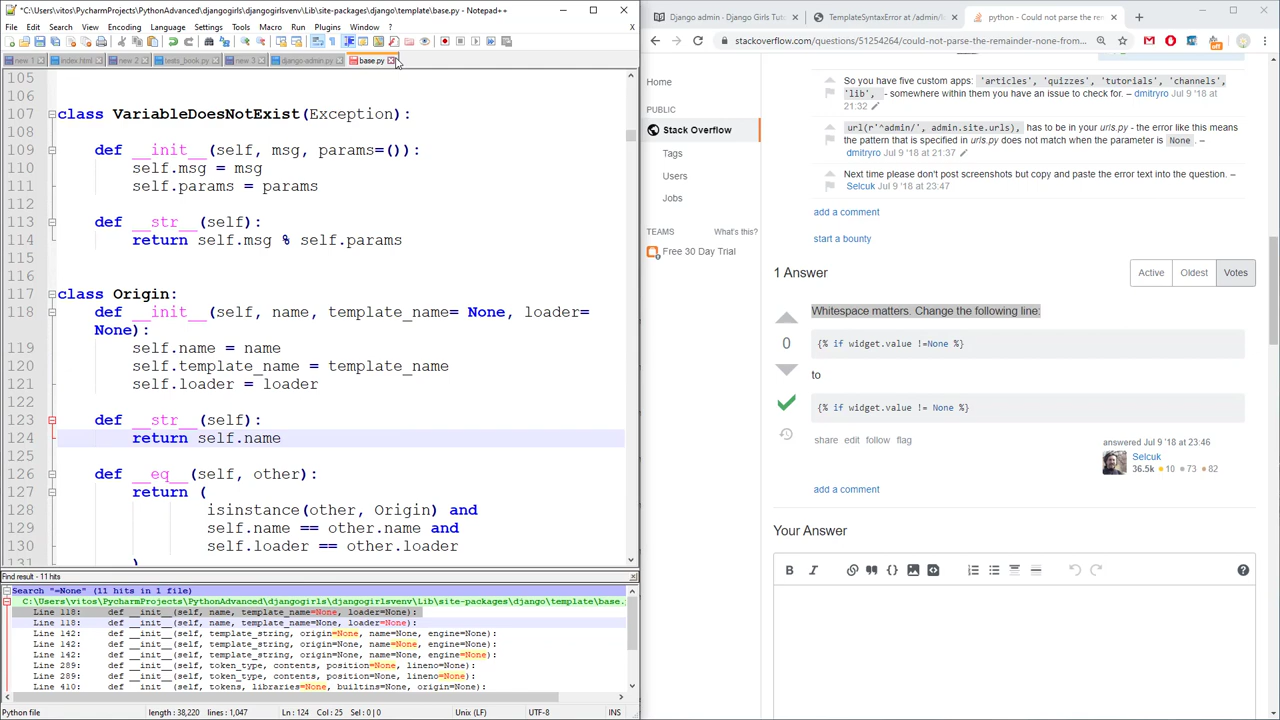 *C:\Users\vitos\PycharmProjects\PythonAdvanced\djangogirls\djangogirlsvenv\Lib\site-packages\django\template\base.py - Notepad++
File Edit Search View Encoding Language Settings Tools Macro Run Plugins Window ?
new 1 index.html new 2 tests_book.py new 3 django-admin.py base.py
105
106
107 class VariableDoesNotExist(Exception):
108
109 def __init__(self, msg, params=()):
110 self.msg = msg
111 self.params = params
112
113 def __str__(self):
114 return self.msg % self.params
115
116
117 class Origin:
118 def __init__(self, name, template_name= None, loader=
None):
119 self.name = name
120 self.template_name = template_name
121 self.loader = loader
122
123 def __str__(self):
124 return self.name
125
126 def __eq__(self, other):
127 return (
128 isinstance(other, Origin) and
129 self.name == other.name and
130 self.loader == other.loader
131 )
Find result - 11 hits
Search "=None" (11 hits in 1 file)
C:\Users\vitos\PycharmProjects\PythonAdvanced\djangogirls\djangogirlsvenv\Lib\site-packages\django\template\base.
Line 118: def __init__(self, name, template_name=None, loader=None):
Line 118: def __init__(self, name, template_name=None, loader=None):
Line 142: def __init__(self, template_string, origin=None, name=None, engine=None):
Line 142: def __init__(self, template_string, origin=None, name=None, engine=None):
Line 142: def __init__(self, template_string, origin=None, name=None, engine=None):
Line 289: def __init__(self, token_type, contents, position=None, lineno=None):
Line 289: def __init__(self, token_type, contents, position=None, lineno=None):
Line 410: def __init__(self, tokens, libraries=None, builtins=None, origin=None):
Python file length : 38,220 lines : 1,047 Ln : 124 Col : 25 Sel : 0 | 0 Unix (LF) UTF-8 INS
Django admin · Django Girls Tuto TemplateSyntaxError at /admin/lo python - Could not parse the rem
stackoverflow.com/questions/51254264/could-not-parse-the-remainder-none-from...
Home
PUBLIC
Stack Overflow
Tags
Users
Jobs
TEAMS What's this?
Free 30 Day Trial
So you have five custom apps: 'articles', 'quizzes', 'tutorials', 'channels',
'lib', - somewhere within them you have an issue to check for. – dmitryro Jul 9 '18 at
21:32
url(r'^admin/', admin.site.urls), has to be in your urls.py - the error like this means
the pattern that is specified in urls.py does not match when the parameter is None . –
dmitryro Jul 9 '18 at 21:37
Next time please don't post screenshots but copy and paste the error text into the question. –
Selcuk Jul 9 '18 at 23:47
add a comment
start a bounty
1 Answer
Active Oldest Votes
Whitespace matters. Change the following line:
0
{% if widget.value !=None %}
to
{% if widget.value != None %}
share edit follow flag
answered Jul 9 '18 at 23:46
Selcuk
36.5k 10 73 82
add a comment
Your Answer